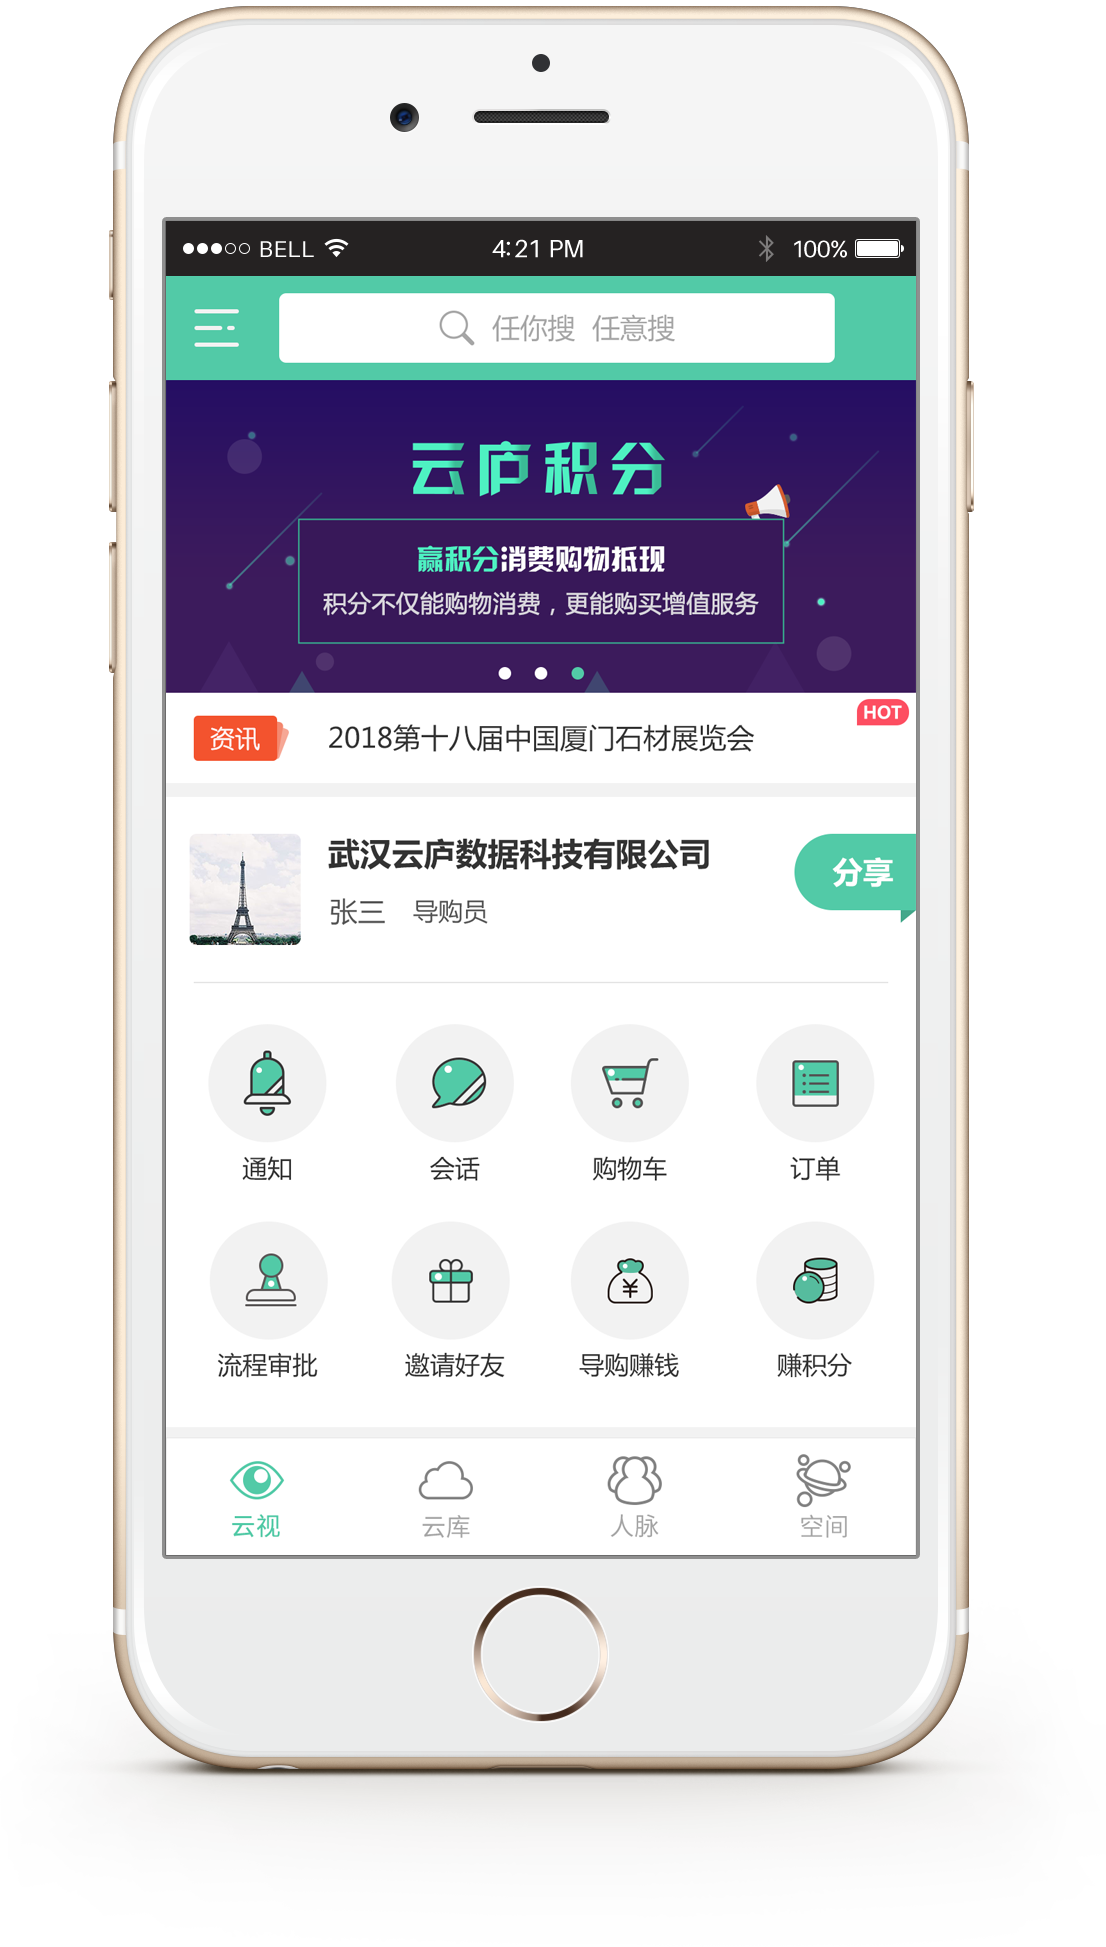 BELL 4:21 PM 100%
任你搜 任意搜
云庐积分
赢积分消费购物抵现
积分不仅能购物消费，更能购买增值服务
资讯 2018第十八届中国厦门石材展览会 HOT
武汉云庐数据科技有限公司
分享
张三 导购员
通知 会话 购物车 订单
流程审批 邀请好友 导购赚钱 赚积分
云视 云库 人脉 空间